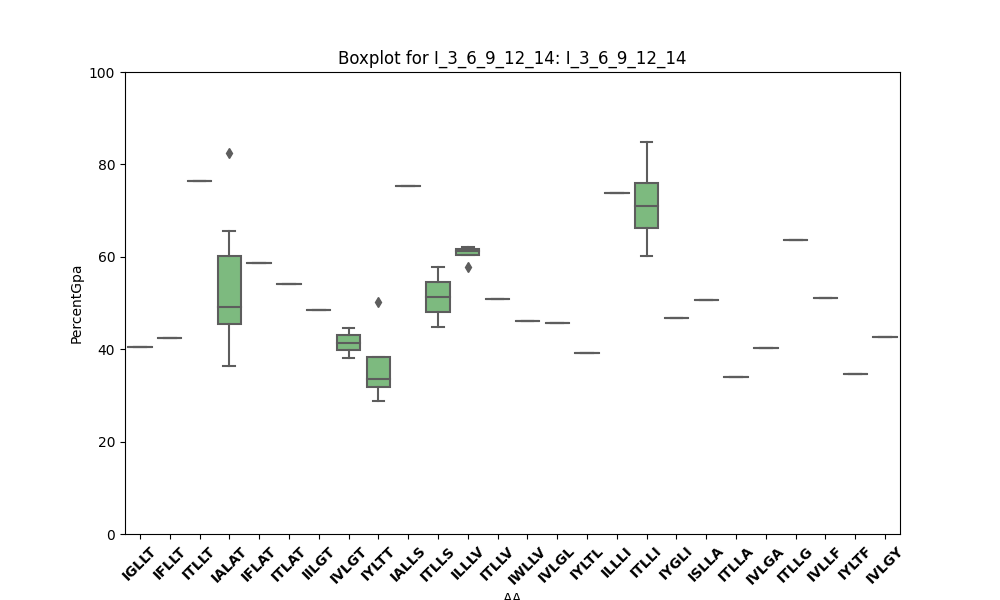 Boxplot for I_3_6_9_12_14: I_3_6_9_12_14
100
80
60
40
20
0
PercentGpa
IGLLT
IFLLT
ITLLT
IALAT
IFLAT
ITLAT
IILGT
IVLGT
IYLTT
IALLS
ITLLS
ILLLV
ITLLV
IWLLV
IVLGL
IYLTL
ILLLI
ITLLI
IYGLI
ISLLA
ITLLA
IVLGA
ITLLG
IVLLF
IYLTF
IVLGY
AA